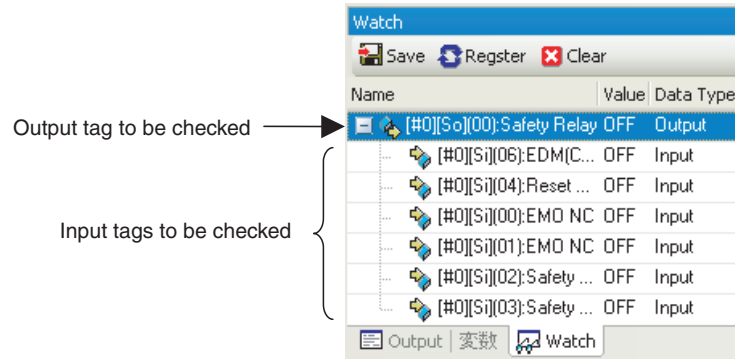 Watch
Save Regster Clear
Name Value Data Type
Output tag to be checked
[#0][So](00):Safety Relay OFF Output
[#0][Si](06):EDM(C... OFF Input
[#0][Si](04):Reset ... OFF Input
[#0][Si](00):EMO NC OFF Input
Input tags to be checked
[#0][Si](01):EMO NC OFF Input
[#0][Si](02):Safety ... OFF Input
[#0][Si](03):Safety ... OFF Input
Output 変数 Watch